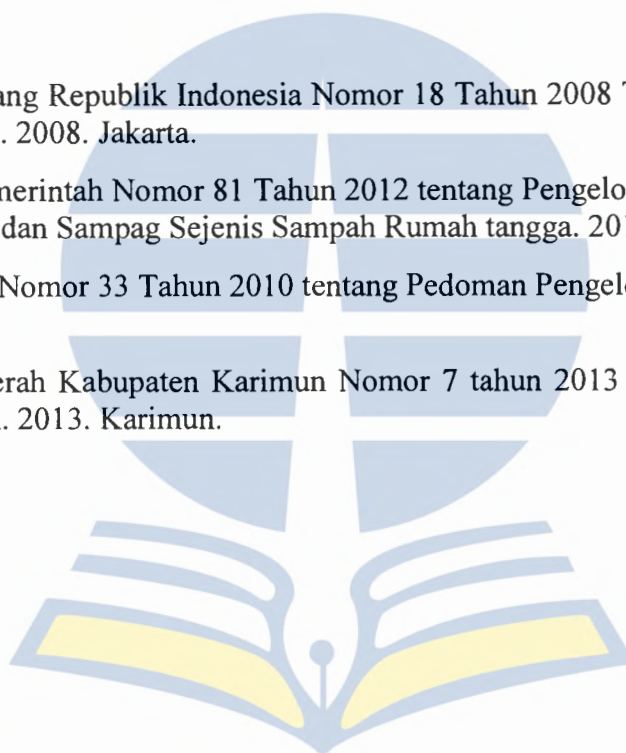 ang Republik Indonesia Nomor 18 Tahun 2008
. 2008. Jakarta.
merintah Nomor 81 Tahun 2012 tentang Pengelo
dan Sampag Sejenis Sampah Rumah tangga. 201
Nomor 33 Tahun 2010 tentang Pedoman Pengel
erah Kabupaten Karimun Nomor 7 tahun 2013
. 2013. Karimun.